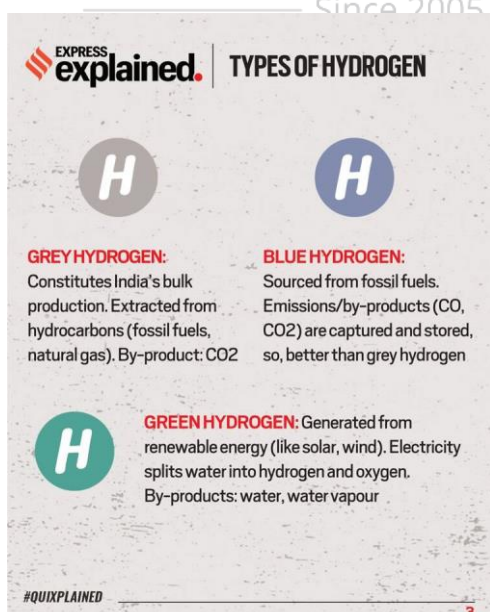 Since 2005
EXPRESS
explained.
TYPES OF HYDROGEN
H
H
GREY HYDROGEN:
Constitutes India's bulk
production. Extracted from
hydrocarbons (fossil fuels,
natural gas). By-product: CO2
BLUE HYDROGEN:
Sourced from fossil fuels.
Emissions/by-products (CO,
CO2) are captured and stored,
so, better than grey hydrogen
H
GREEN HYDROGEN: Generated from
renewable energy (like solar, wind). Electricity
splits water into hydrogen and oxygen.
By-products: water, water vapour
#QUIXPLAINED
3